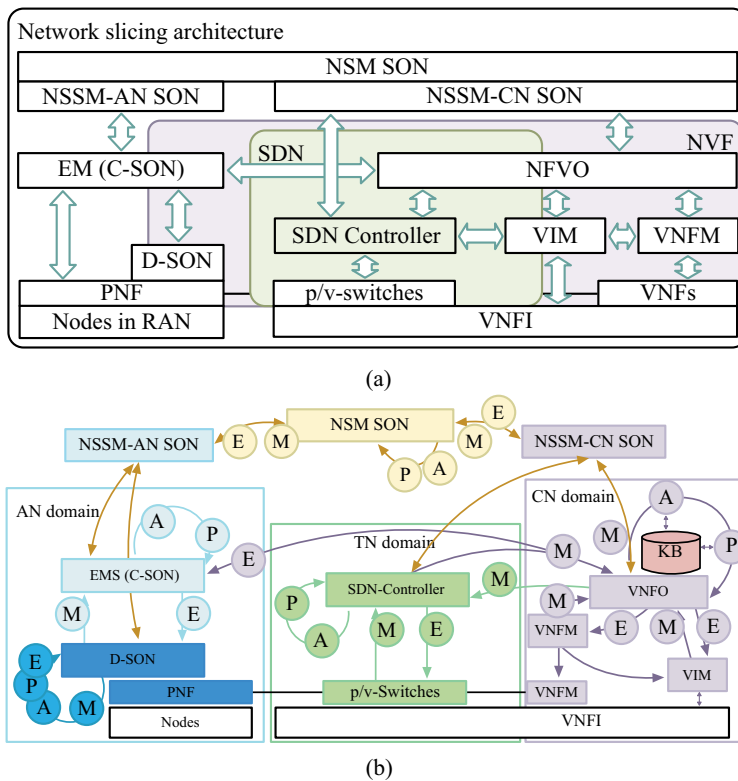 Network slicing architecture
NSM SON
NSSM-AN SON
NSSM-CN SON
NVF
SDN
EM (C-SON)
NFVO
SDN Controller
VIM
VNFM
D-SON
PNF
p/v-switches
VNFs
Nodes in RAN
VNFI
(a)
E
NSM SON
E
M
M
NSSM-AN SON
NSSM-CN SON
P
A
AN domain
CN domain
A
A
P
M
P
E
TN domain
M
KB
EMS (C-SON)
M
SDN-Controller
VNFO
P
M
E
M
A
M
E
VNFM
E
M
E
E
D-SON
VIM
P
A
M
PNF
p/v-Switches
VNFM
Nodes
VNFI
(b)